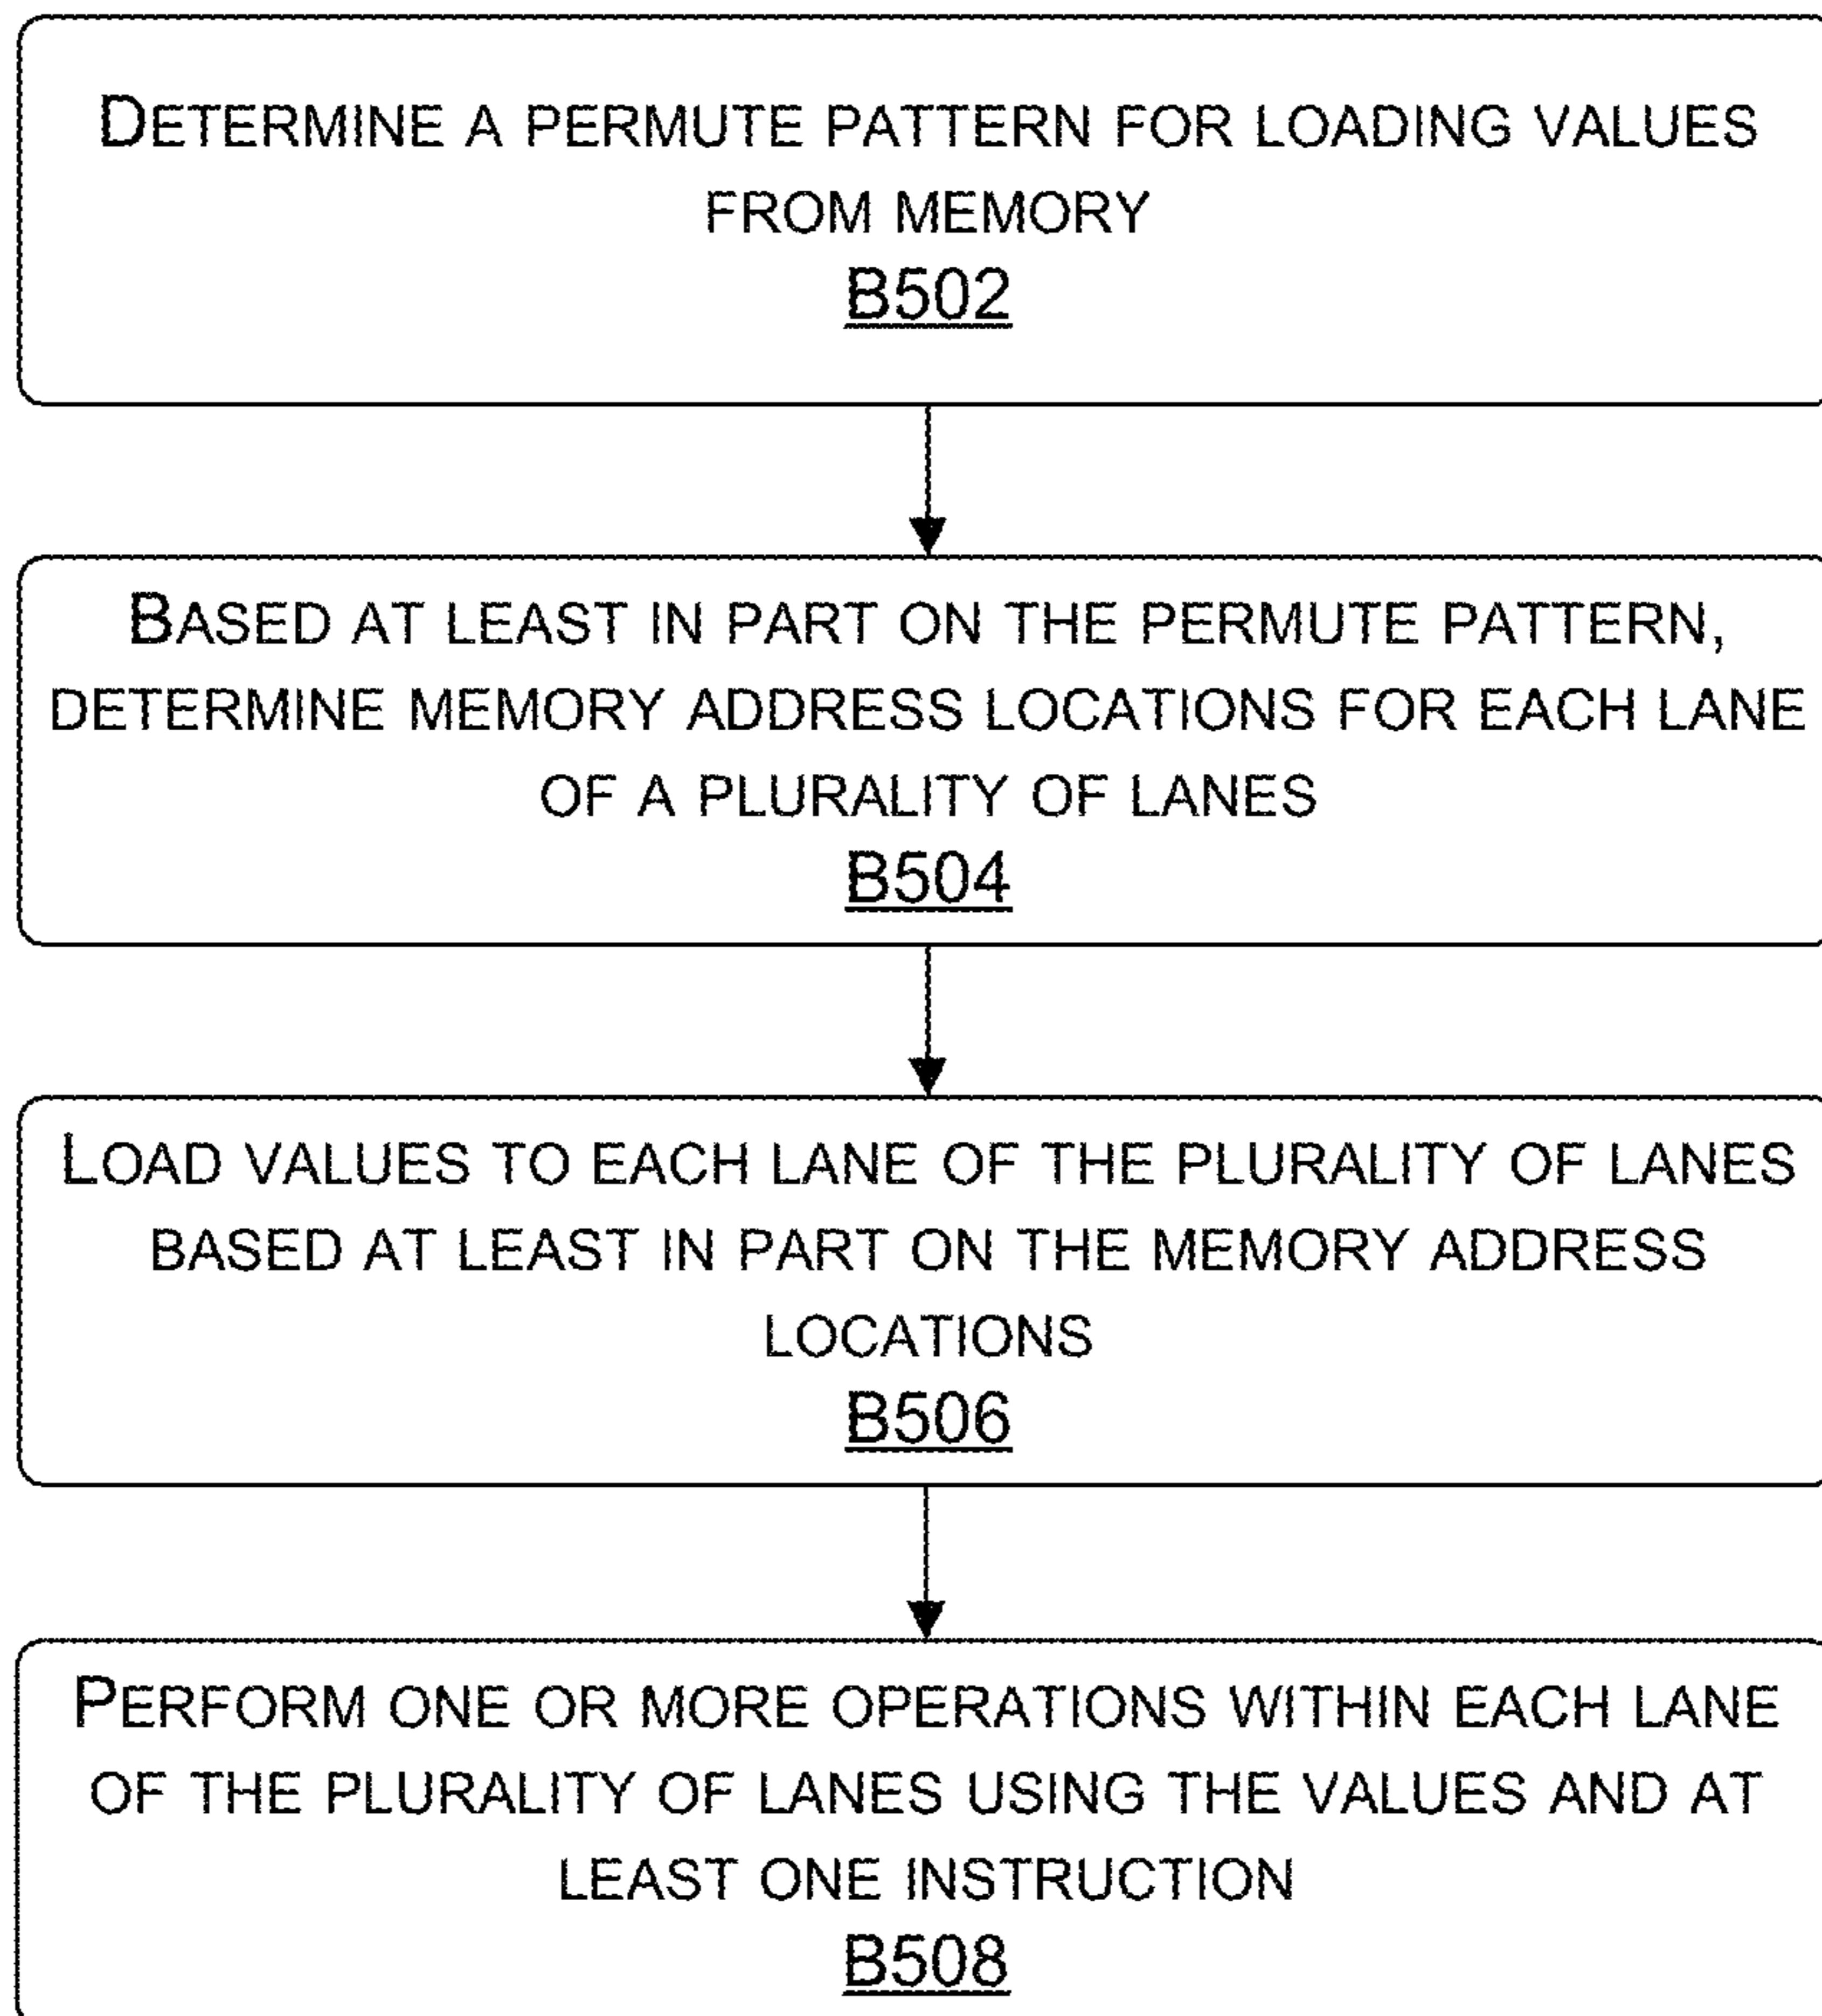 DETERMINE A PERMUTE PATTERN FOR LOADING VALUES
FROM MEMORY
B502
BASED AT LEAST IN PART ON THE PERMUTE PATTERN,
DETERMINE MEMORY ADDRESS LOCATIONS FOR EACH LANE
OF A PLURALITY OF LANES
B504
LOAD VALUES TO EACH LANE OF THE PLURALITY OF LANES
BASED AT LEAST IN PART ON THE MEMORY ADDRESS
LOCATIONS
B506
PERFORM ONE OR MORE OPERATIONS WITHIN EACH LANE
OF THE PLURALITY OF LANES USING THE VALUES AND AT
LEAST ONE INSTRUCTION
B508